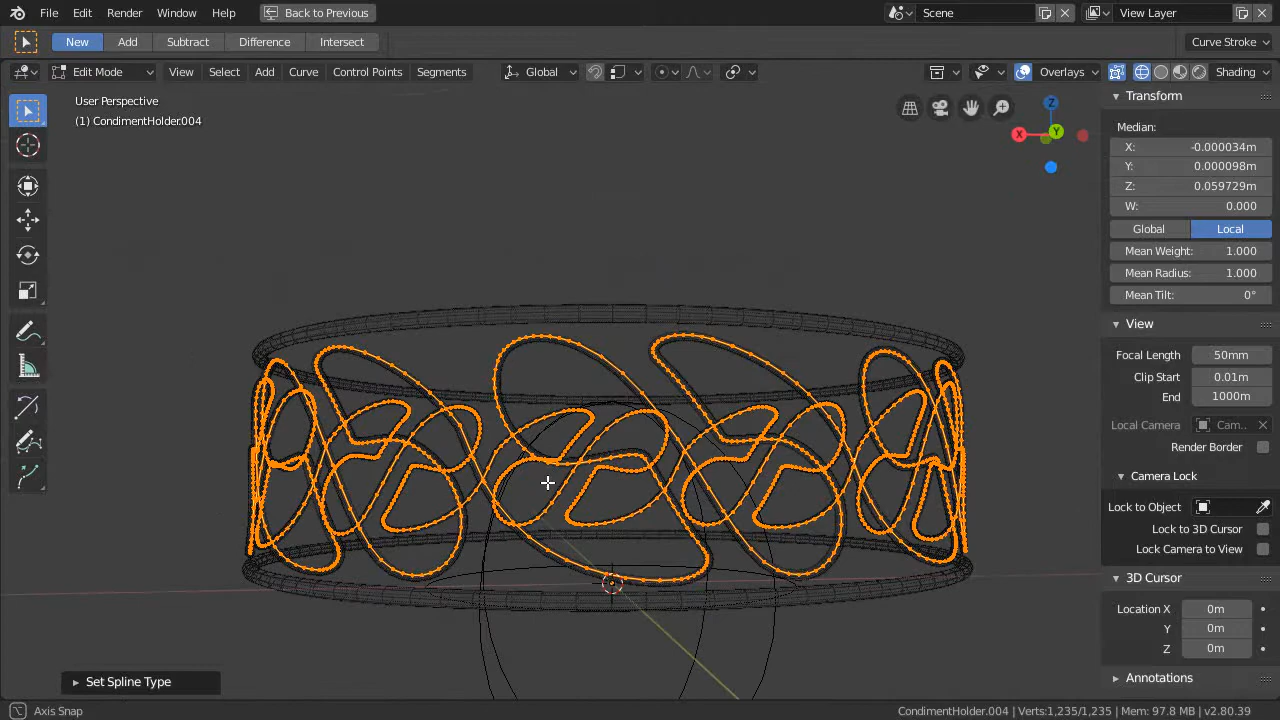 File Edit Render Window Help Back to Previous Scene View Layer
New Add Subtract Difference Intersect Curve Stroke
Edit Mode View Select Add Curve Control Points Segments Global Overlays Shading
User Perspective
(1) CondimentHolder.004
Z
X Y
Transform
Median:
X: -0.000034m
Y: 0.000098m
Z: 0.059729m
W: 0.000
Global Local
Mean Weight: 1.000
Mean Radius: 1.000
Mean Tilt: 0°
View
Focal Length 50mm
Clip Start 0.01m
End 1000m
Local Camera Cam..
Render Border
Camera Lock
Lock to Object
Lock to 3D Cursor
Lock Camera to View
3D Cursor
Location X 0m
Y 0m
Z 0m
Annotations
Set Spline Type
Axis Snap CondimentHolder.004 | Verts:1,235/1,235 | Mem: 97.8 MB | v2.80.39